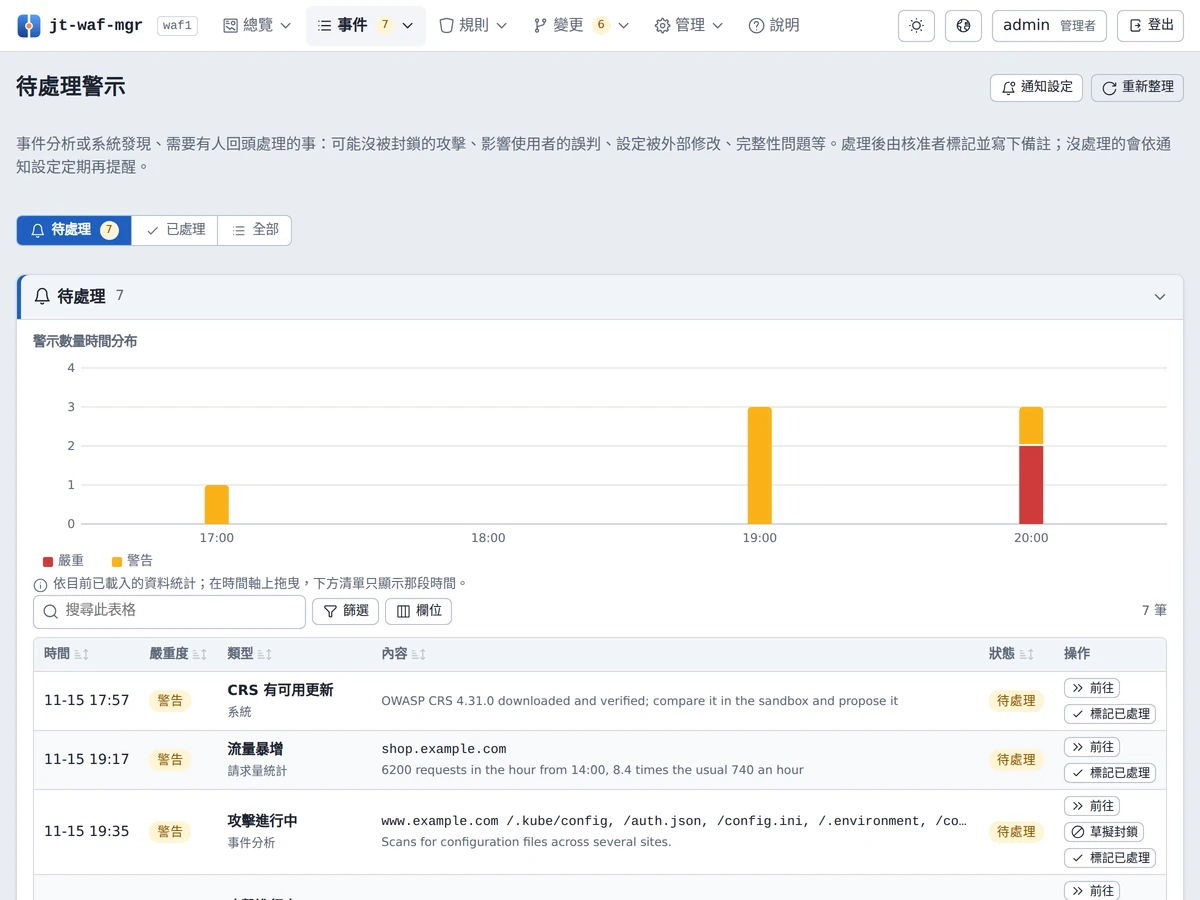 jt-waf-mgr waf1 總覽 事件 7 規則 變更 6 管理 說明 admin 管理者 登出
待處理警示
通知設定 重新整理
事件分析或系統發現、需要有人回頭處理的事：可能沒被封鎖的攻擊、影響使用者的誤判、設定被外部修改、完整性問題等。處理後由核准者標記並寫下備註；沒處理的會依通
知設定定期再提醒。
待處理 7 已處理 全部
待處理 7
警示數量時間分布
4
3
2
1
0
17:00 18:00 19:00 20:00
嚴重 警告
依目前已載入的資料統計；在時間軸上拖曳，下方清單只顯示那段時間。
搜尋此表格 篩選 欄位 7 筆
時間 嚴重度 類型 內容 狀態 操作
11-15 17:57 警告 CRS 有可用更新 OWASP CRS 4.31.0 downloaded and verified; compare it in the sandbox and propose it 待處理 前往
系統 標記已處理
11-15 19:17 警告 流量暴增 shop.example.com 待處理 前往
請求量統計 6200 requests in the hour from 14:00, 8.4 times the usual 740 an hour 標記已處理
前往
11-15 19:35 警告 攻擊進行中 www.example.com /.kube/config, /auth.json, /config.ini, /.environment, /co… 待處理 草擬封鎖
事件分析 Scans for configuration files across several sites. 標記已處理
前往